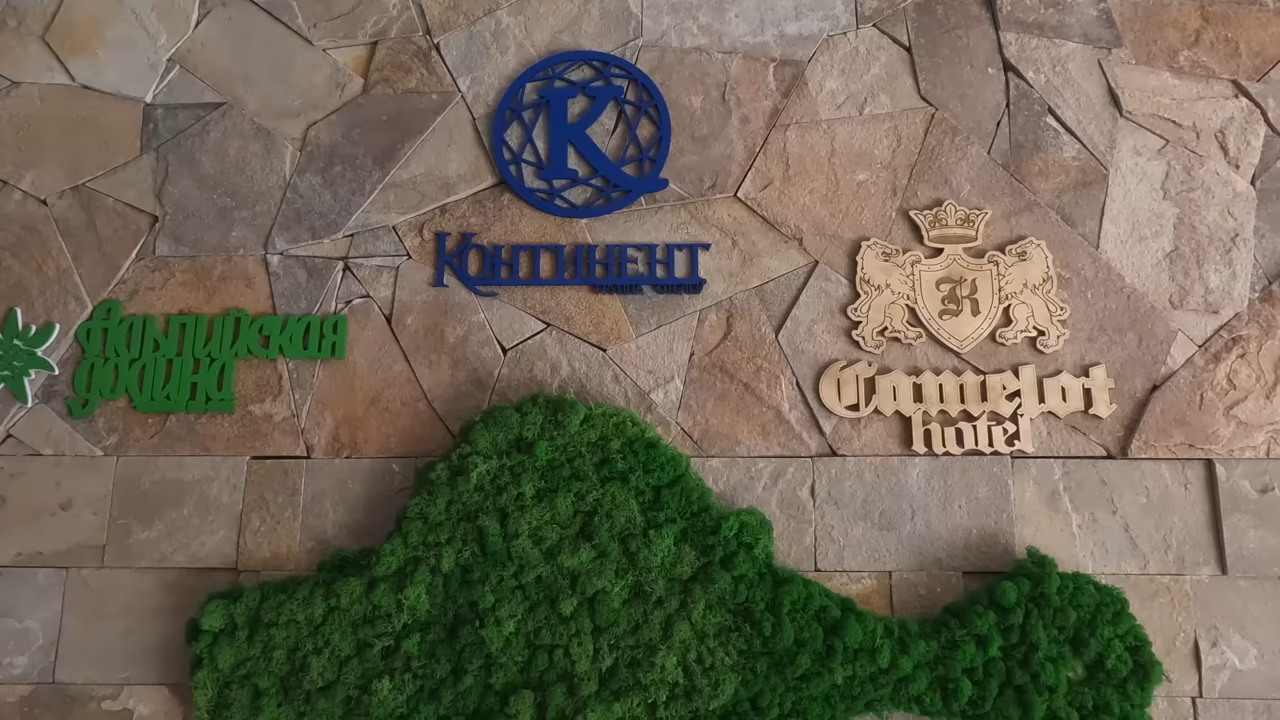 K
Континент
Альпийская
долина
K
Camelot
hotel